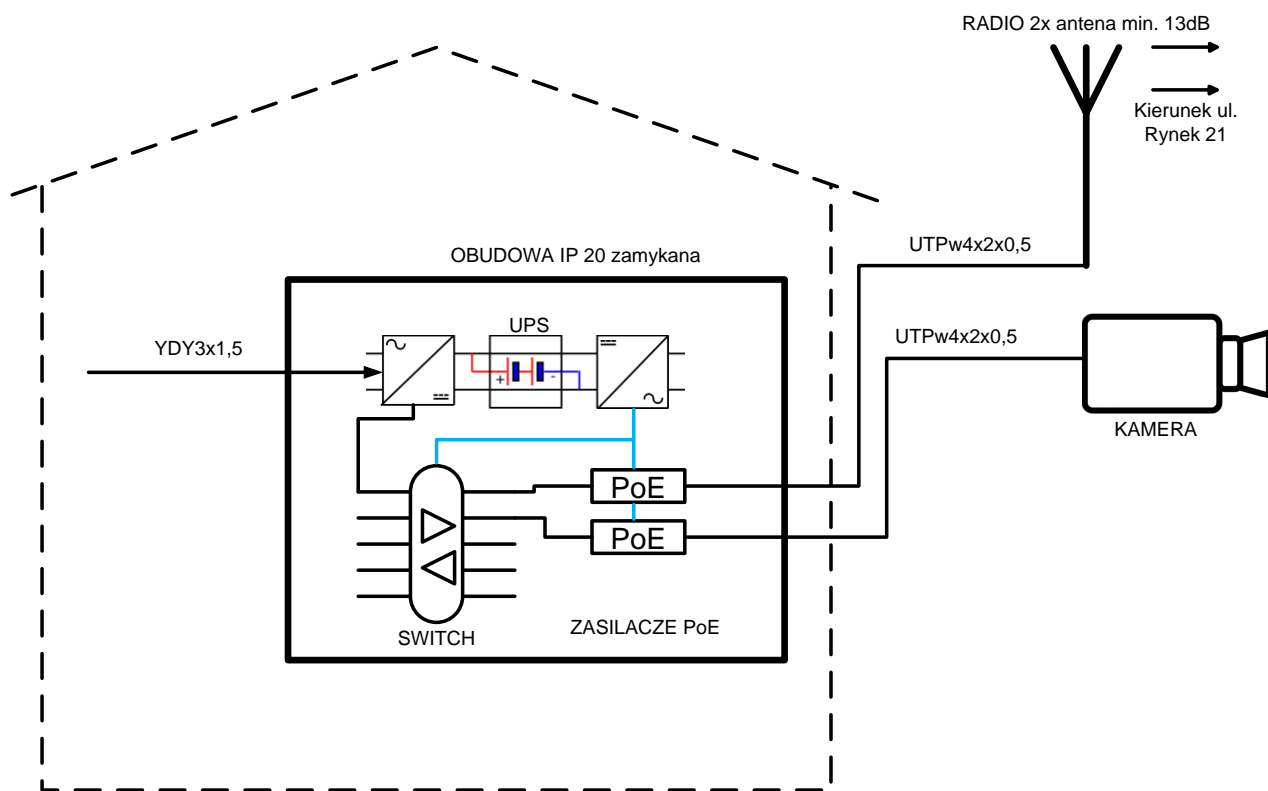 RADIO 2x antena min. 13dB
Kierunek ul.
Rynek 21
UTPw4x2x0,5
OBUDOWA IP 20 zamykana
UPS
YDY3x1,5
+
-
UTPw4x2x0,5
KAMERA
PoE
PoE
ZASILACZE PoE
SWITCH